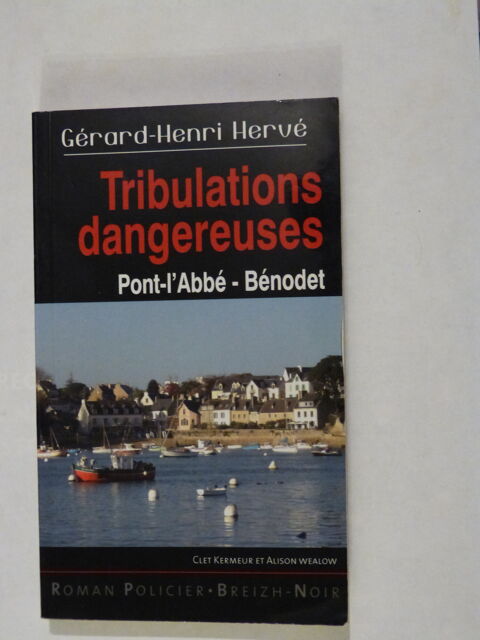 Gérard-Henri Hervé
Tribulations
dangereuses
Pont-l'Abbé - Bénodet
Clet Kermeur et Alison Wealow
Roman Policier • Breizh-Noir